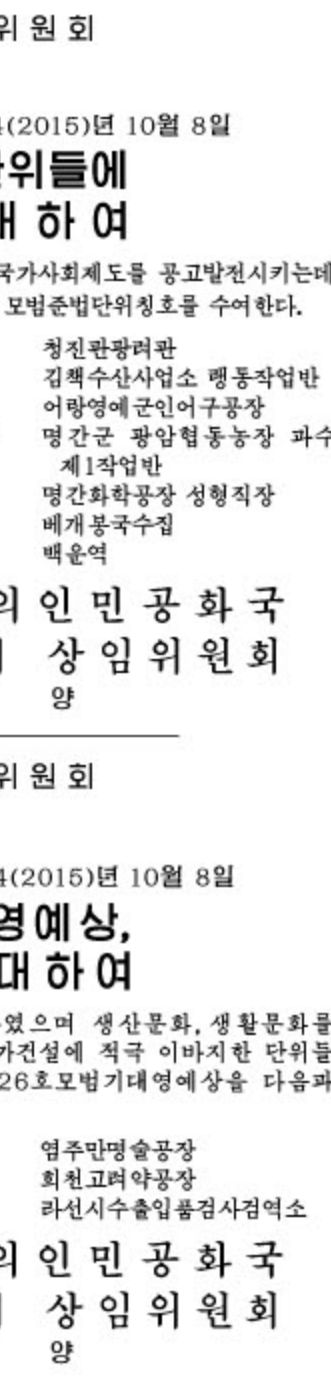 위 원 회
4(2015)년 10월 8일
단위들에
대 하 여
국가사회제도를 공고발전시키는데
모범준법단위칭호를 수여한다.
청진관광려관
김책수산사업소 랭동작업반
어랑영예군인어구공장
명간군 광암협동농장 과수
제1작업반
명간화학공장 성형직장
베개봉국수집
백운역
의 인 민 공 화 국
상 임 위 원 회
양
위 원 회
4(2015)년 10월 8일
영예상,
대 하 여
였으며 생산문화, 생활문화를
가건설에 적극 이바지한 단위들
26호모범기대영예상을 다음과
염주만명술공장
희천고려약공장
라선시수출입품검사검역소
의 인 민 공 화 국
상 임 위 원 회
양